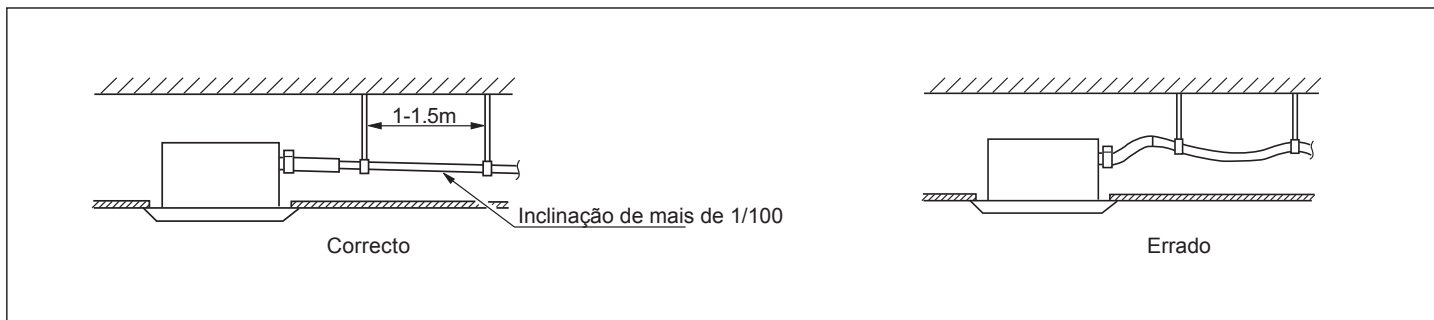 1-1.5m
Inclinação de mais de 1/100
Correcto
Errado